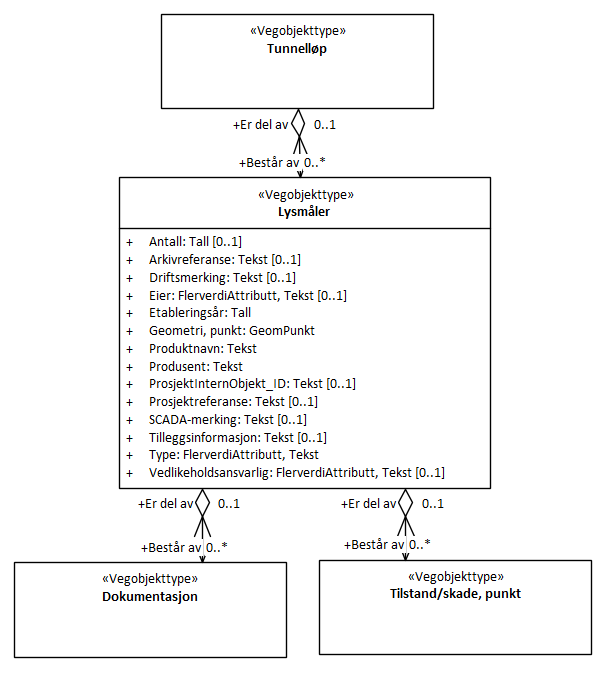 «Vegobjekttype»
Tunnelløp
+Er del av 0..1
+Består av 0..*
«Vegobjekttype»
Lysmåler
+ Antall: Tall [0..1]
+ Arkivreferanse: Tekst [0..1]
+ Driftsmerking: Tekst [0..1]
+ Eier: FlerverdiAttributt, Tekst [0..1]
+ Etableringsår: Tall
+ Geometri, punkt: GeomPunkt
+ Produktnavn: Tekst
+ Produsent: Tekst
+ ProsjektInternObjekt_ID: Tekst [0..1]
+ Prosjektreferanse: Tekst [0..1]
+ SCADA-merking: Tekst [0..1]
+ Tilleggsinformasjon: Tekst [0..1]
+ Type: FlerverdiAttributt, Tekst
+ Vedlikeholdsansvarlig: FlerverdiAttributt, Tekst [0..1]
+Er del av 0..1
+Består av 0..*
«Vegobjekttype»
Dokumentasjon
+Er del av 0..1
+Består av 0..*
«Vegobjekttype»
Tilstand/skade, punkt